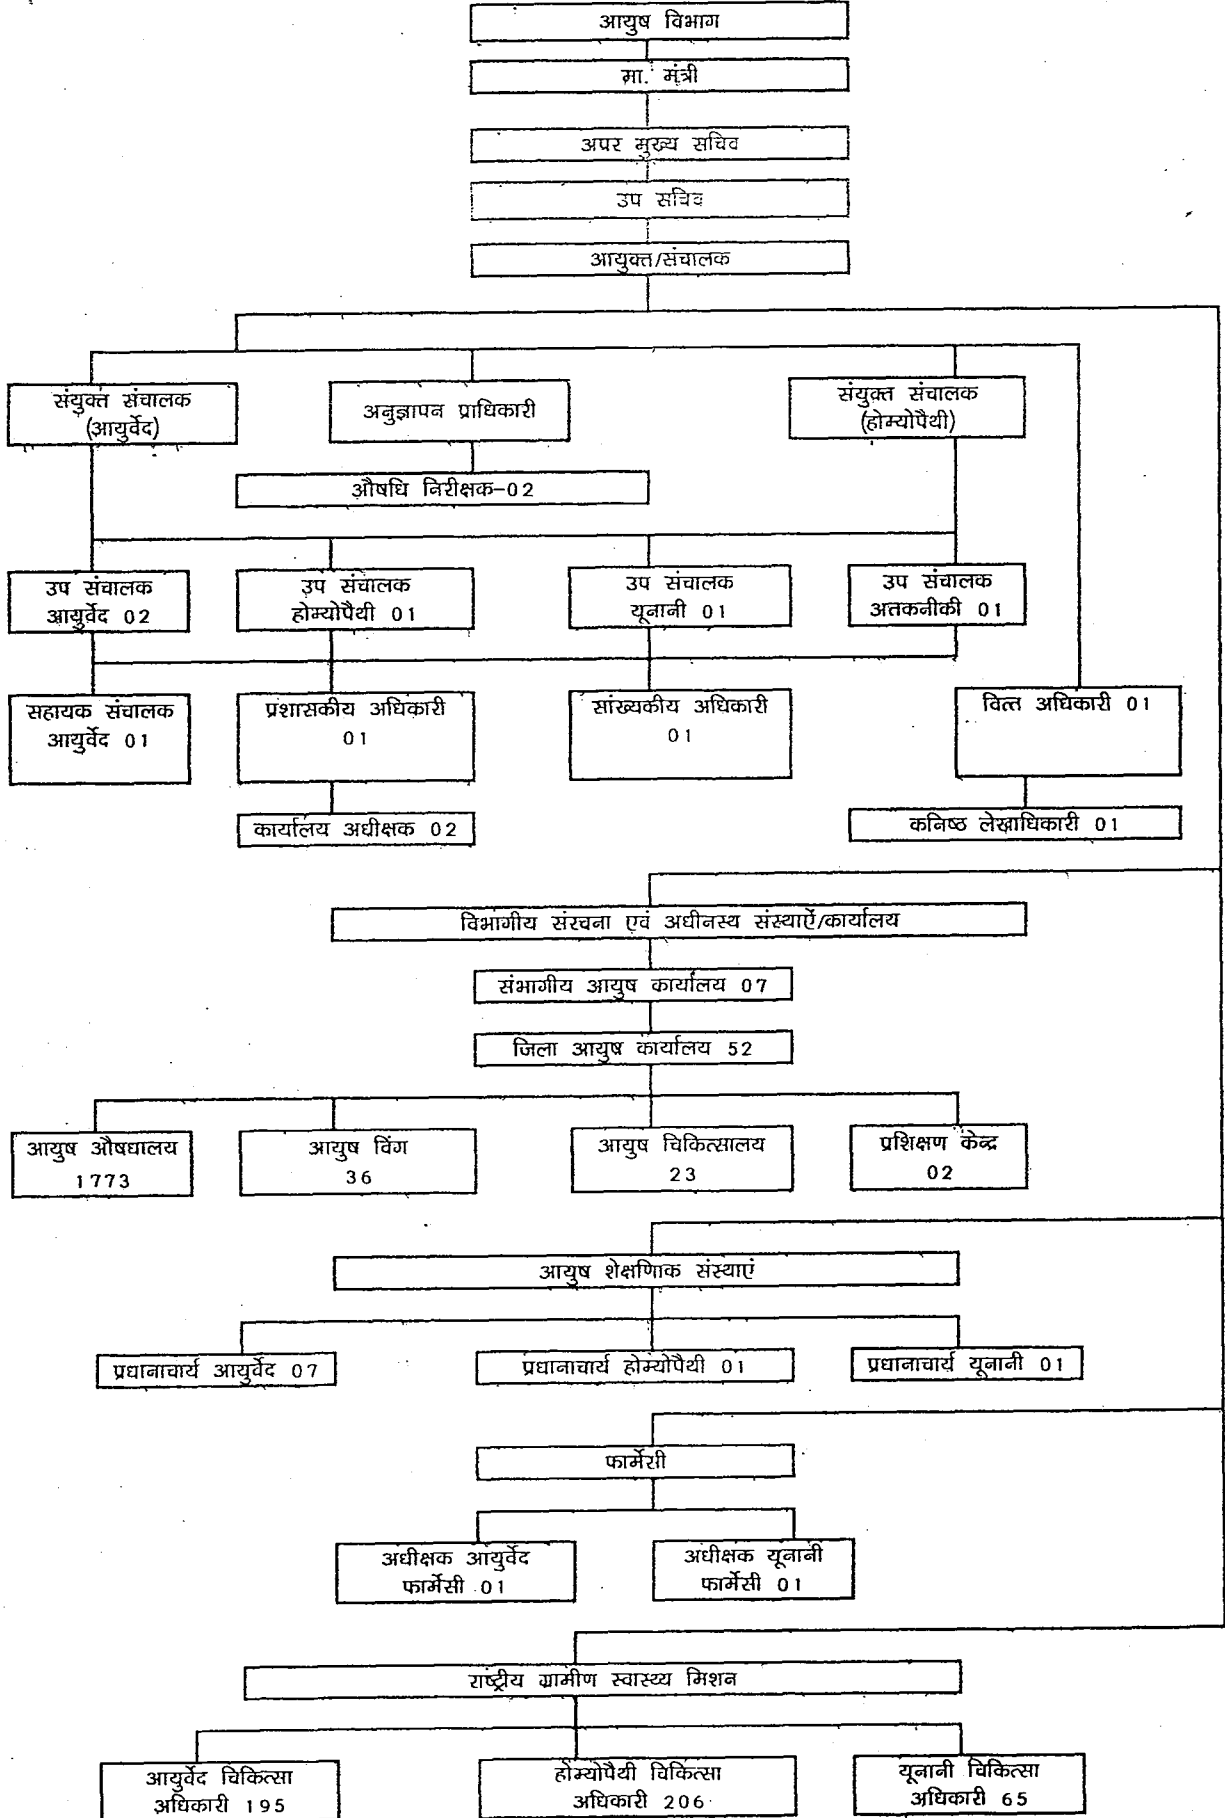 आयुष विभाग
मा. मंत्री
अपर मुख्य सचिव
उप सचिव
आयुक्त/संचालक
संयुक्त संचालक
(आयुर्वेद)
अनुज्ञापन प्राधिकारी
संयुक्त संचालक
(होम्योपैथी)
औषधि निरीक्षक-02
उप संचालक
आयुर्वेद 02
उप संचालक
होम्योपैथी 01
उप संचालक
यूनानी 01
उप संचालक
अतकनीकी 01
सहायक संचालक
आयुर्वेद 01
प्रशासकीय अधिकारी
01
सांख्यकीय अधिकारी
01
वित्त अधिकारी 01
कार्यालय अधीक्षक 02
कनिष्ठ लेखाधिकारी 01
विभागीय संरचना एवं अधीनस्थ संस्थाऐं/कार्यालय
संभागीय आयुष कार्यालय 07
जिला आयुष कार्यालय 52
आयुष औषधालय
1773
आयुष विंग
36
आयुष चिकित्सालय
23
प्रशिक्षण केन्द्र
02
आयुष शेक्षणिक संस्थाएं
प्रधानाचार्य आयुर्वेद 07
प्रधानाचार्य होम्योपैथी 01
प्रधानाचार्य यूनानी 01
फार्मेसी
अधीक्षक आयुर्वेद
फार्मेसी 01
अधीक्षक यूनानी
फार्मेसी 01
राष्ट्रीय ग्रामीण स्वास्थ्य मिशन
आयुर्वेद चिकित्सा
अधिकारी 195
होम्योपैथी चिकित्सा
अधिकारी 206
यूनानी चिकित्सा
अधिकारी 65